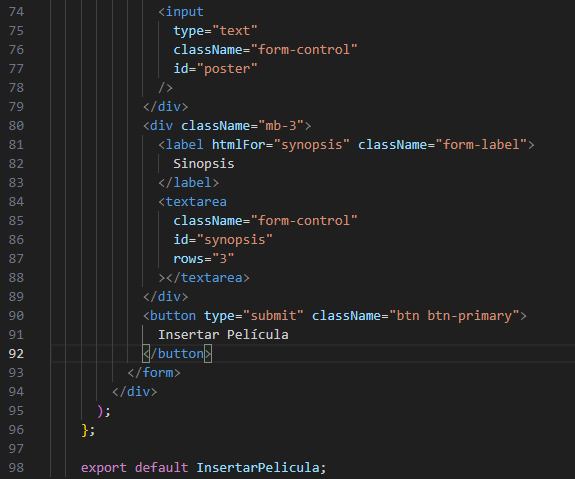 74 <input
75 type="text"
76 className="form-control"
77 id="poster"
78 />
79 </div>
80 <div className="mb-3">
81 <label htmlFor="synopsis" className="form-label">
82 Sinopsis
83 </label>
84 <textarea
85 className="form-control"
86 id="synopsis"
87 rows="3"
88 ></textarea>
89 </div>
90 <button type="submit" className="btn btn-primary">
91 Insertar Película
92 </button>
93 </form>
94 </div>
95 );
96 };
97
98 export default InsertarPelicula;